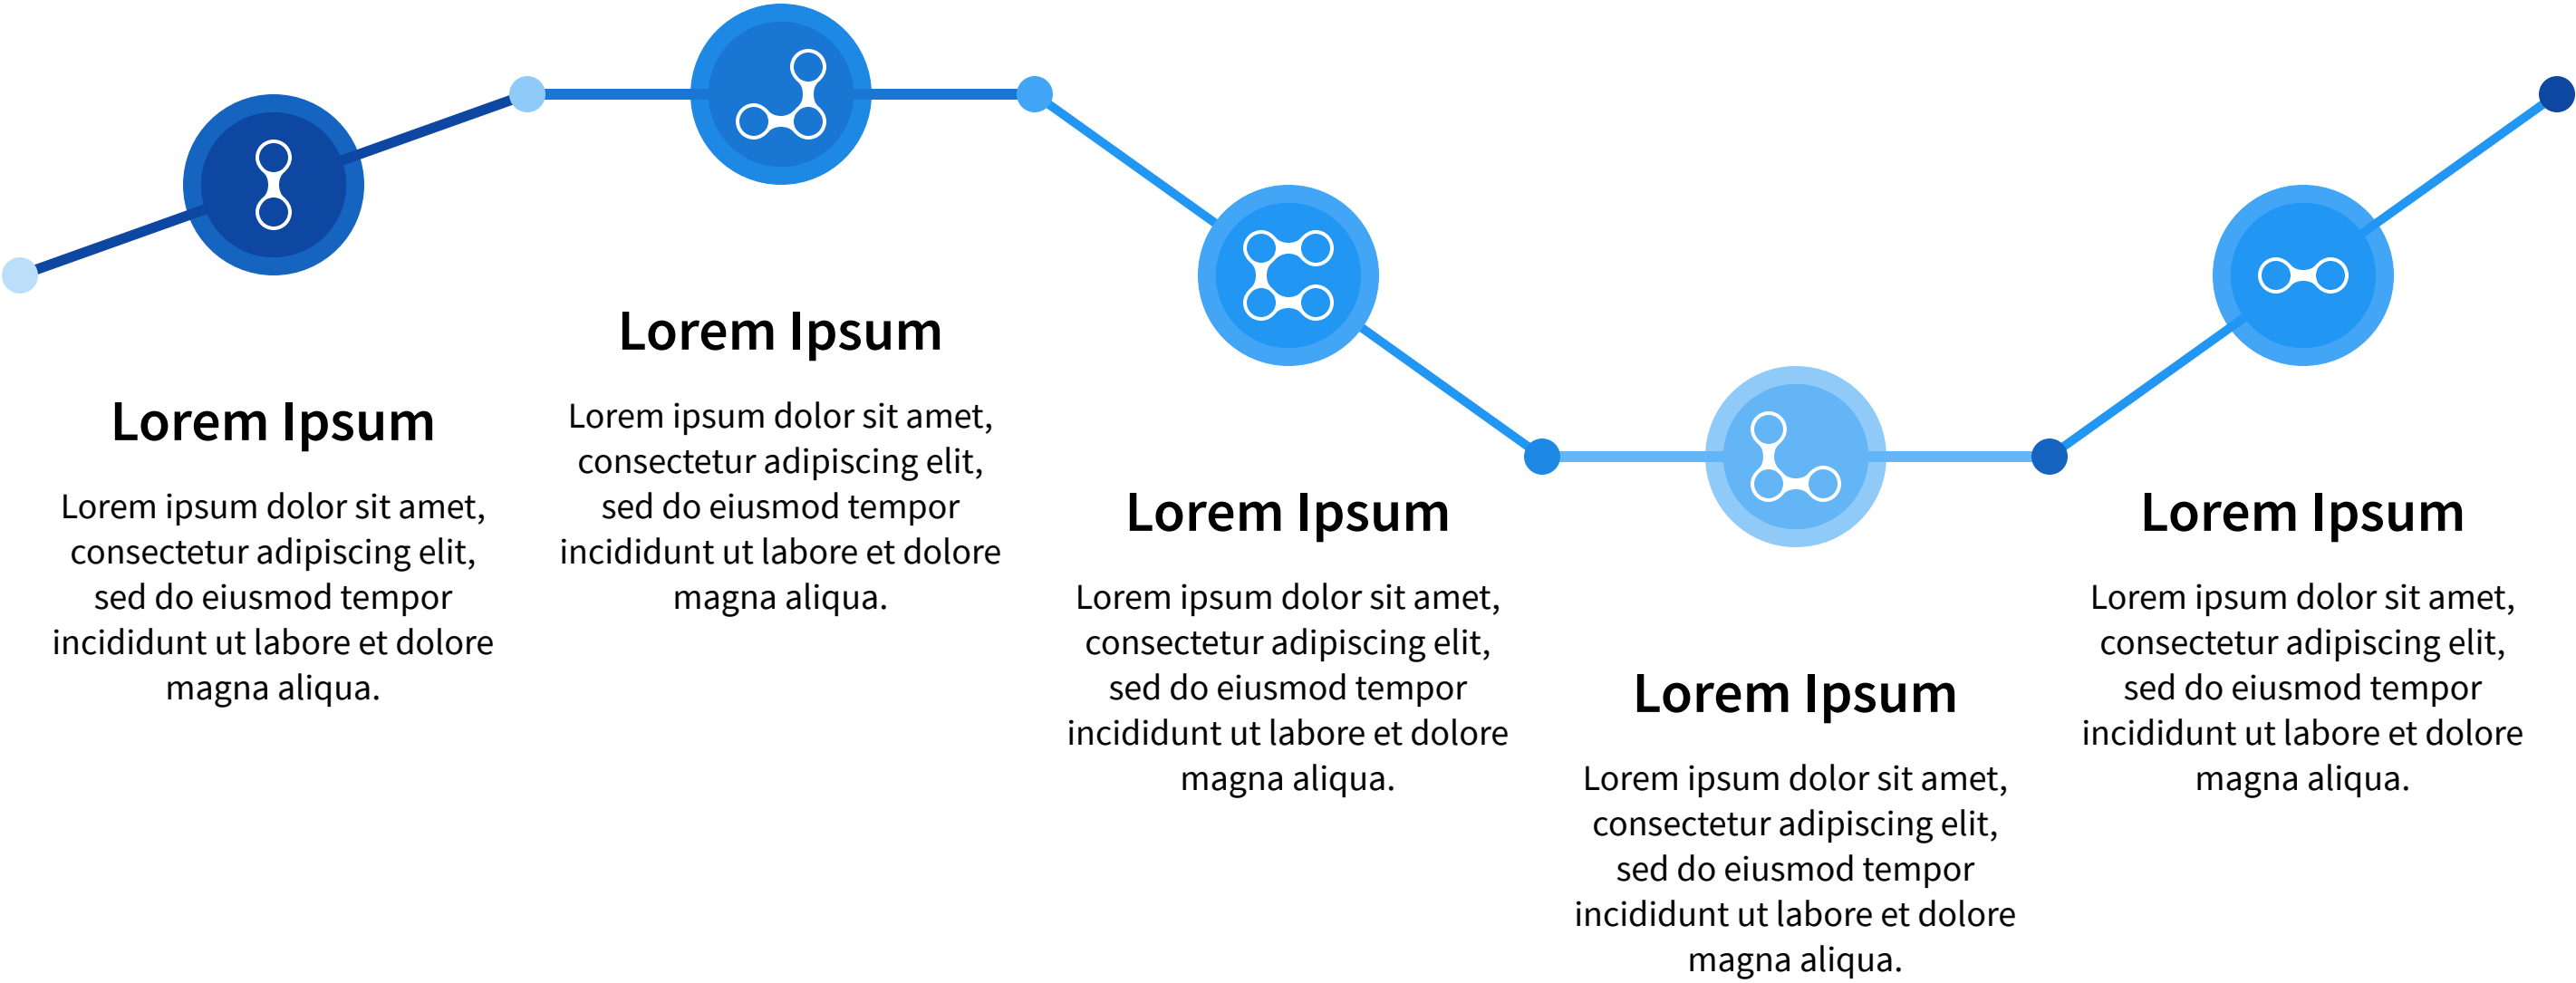 Lorem Ipsum
Lorem ipsum dolor sit amet,
consectetur adipiscing elit,
sed do eiusmod tempor
incididunt ut labore et dolore
magna aliqua.
Lorem Ipsum
Lorem ipsum dolor sit amet,
consectetur adipiscing elit,
sed do eiusmod tempor
incididunt ut labore et dolore
magna aliqua.
Lorem Ipsum
Lorem ipsum dolor sit amet,
consectetur adipiscing elit,
sed do eiusmod tempor
incididunt ut labore et dolore
magna aliqua.
Lorem Ipsum
Lorem ipsum dolor sit amet,
consectetur adipiscing elit,
sed do eiusmod tempor
incididunt ut labore et dolore
magna aliqua.
Lorem Ipsum
Lorem ipsum dolor sit amet,
consectetur adipiscing elit,
sed do eiusmod tempor
incididunt ut labore et dolore
magna aliqua.